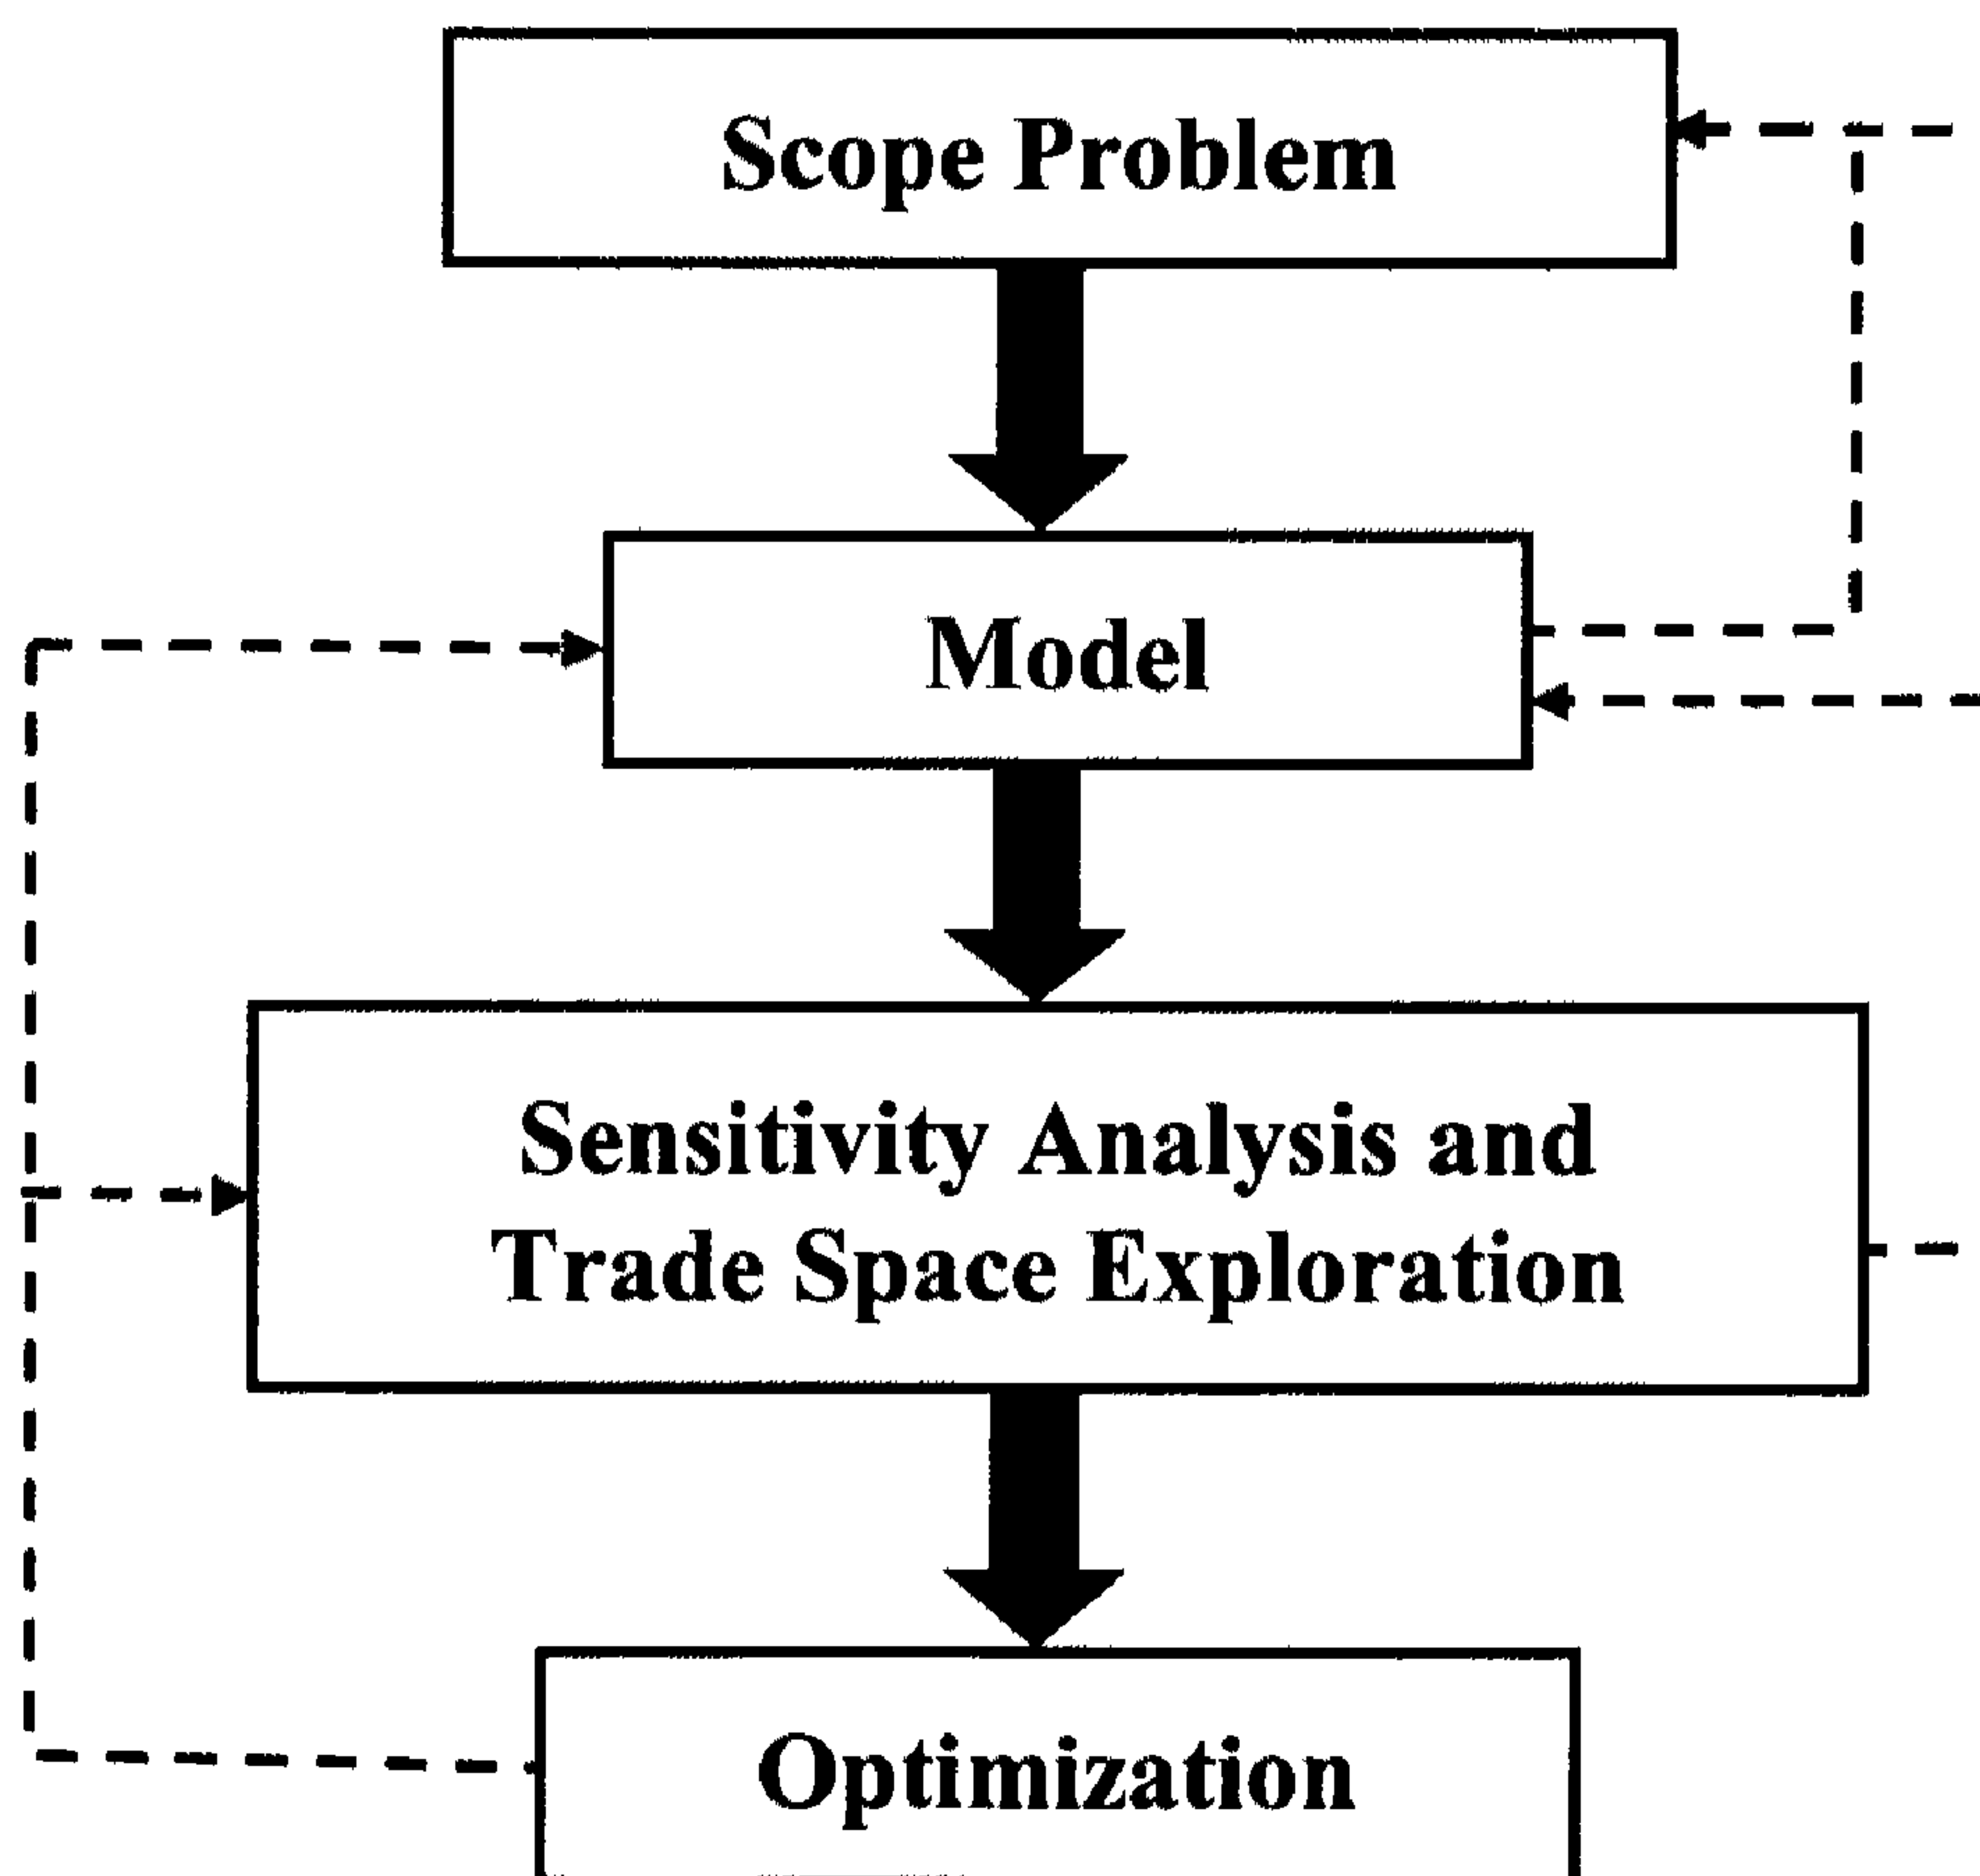 Scope Problem
Model
Sensitivity Analysis and
Trade Space Exploration
Optimization